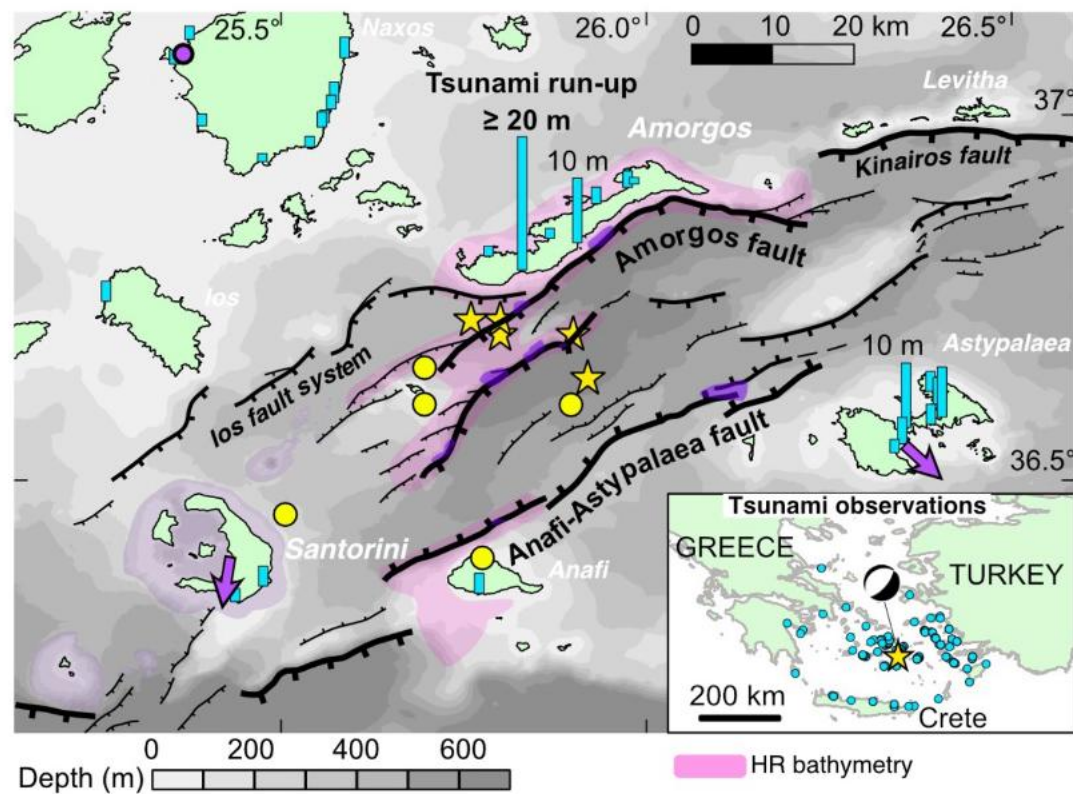 25.5°
Naxos
26.0°
0 10 20 km
26.5°
Levitha
37°
Tsunami run-up
≥ 20 m
Amorgos
10 m
Kinairos fault
Amorgos fault
Ios
Ios fault system
10 m
Astypalaea
Anafi-Astypalaea fault
36.5°
Santorini
Anafi
Tsunami observations
GREECE
TURKEY
200 km
Crete
0 200 400 600
Depth (m)
HR bathymetry